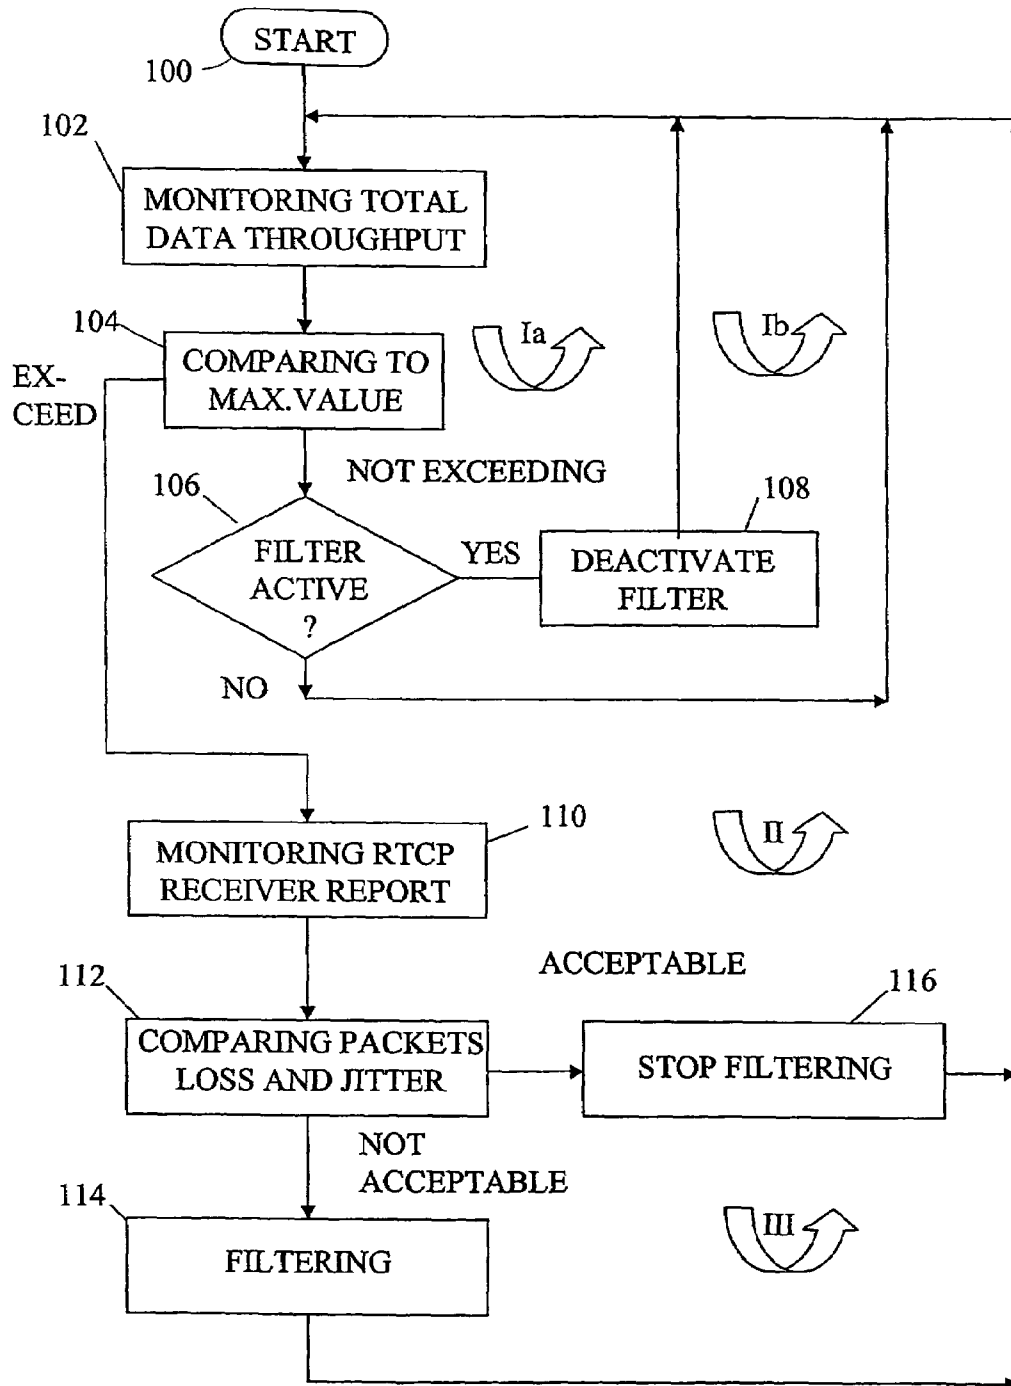 START
100
102
MONITORING TOTAL
DATA THROUGHPUT
104
EX-
CEED
COMPARING TO
MAX.VALUE
Ia
Ib
NOT EXCEEDING
106
108
FILTER
ACTIVE
?
YES
DEACTIVATE
FILTER
NO
110
MONITORING RTCP
RECEIVER REPORT
II
ACCEPTABLE
112
116
COMPARING PACKETS
LOSS AND JITTER
STOP FILTERING
NOT
ACCEPTABLE
114
FILTERING
III